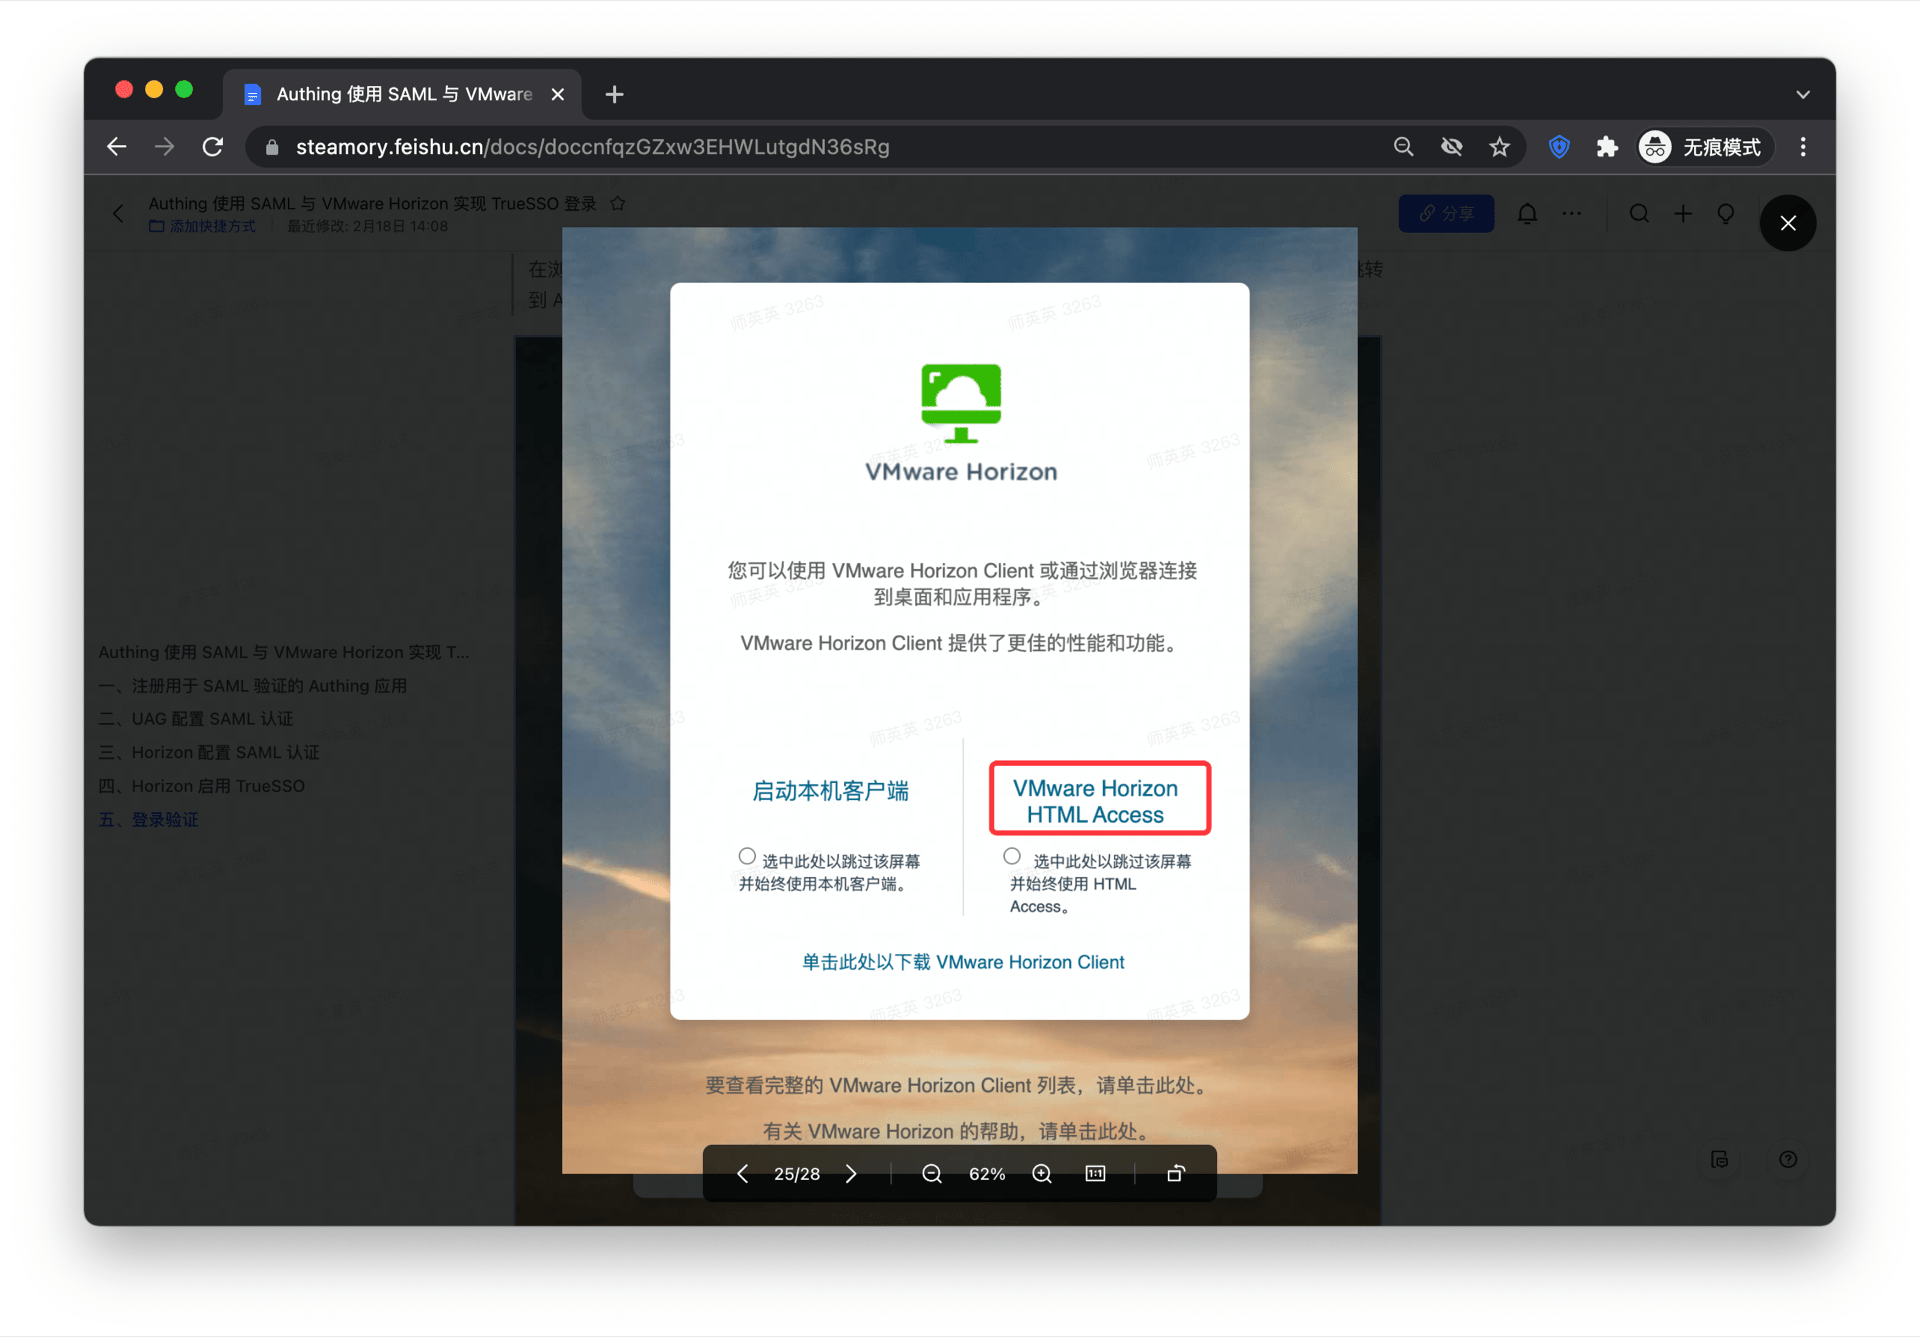 Authing 使用 SAML 与 VMware
steamory.feishu.cn/docs/doccnfqzGZxw3EHWLutgdN36sRg
无痕模式
Authing 使用 SAML 与 VMware Horizon 实现 TrueSSO 登录
添加快捷方式
最近修改: 2月18日 14:08
分享
在浏
转
到 A
Authing 使用 SAML 与 VMware Horizon 实现 T...
一、注册用于 SAML 验证的 Authing 应用
二、UAG 配置 SAML 认证
三、Horizon 配置 SAML 认证
四、Horizon 启用 TrueSSO
五、登录验证
师英英 3263
VMware Horizon
您可以使用 VMware Horizon Client 或通过浏览器连接
到桌面和应用程序。
VMware Horizon Client 提供了更佳的性能和功能。
启动本机客户端
选中此处以跳过该屏幕
并始终使用本机客户端。
VMware Horizon
HTML Access
选中此处以跳过该屏幕
并始终使用 HTML
Access。
单击此处以下载 VMware Horizon Client
要查看完整的 VMware Horizon Client 列表，请单击此处。
有关 VMware Horizon 的帮助，请单击此处。
25/28
62%
1:1